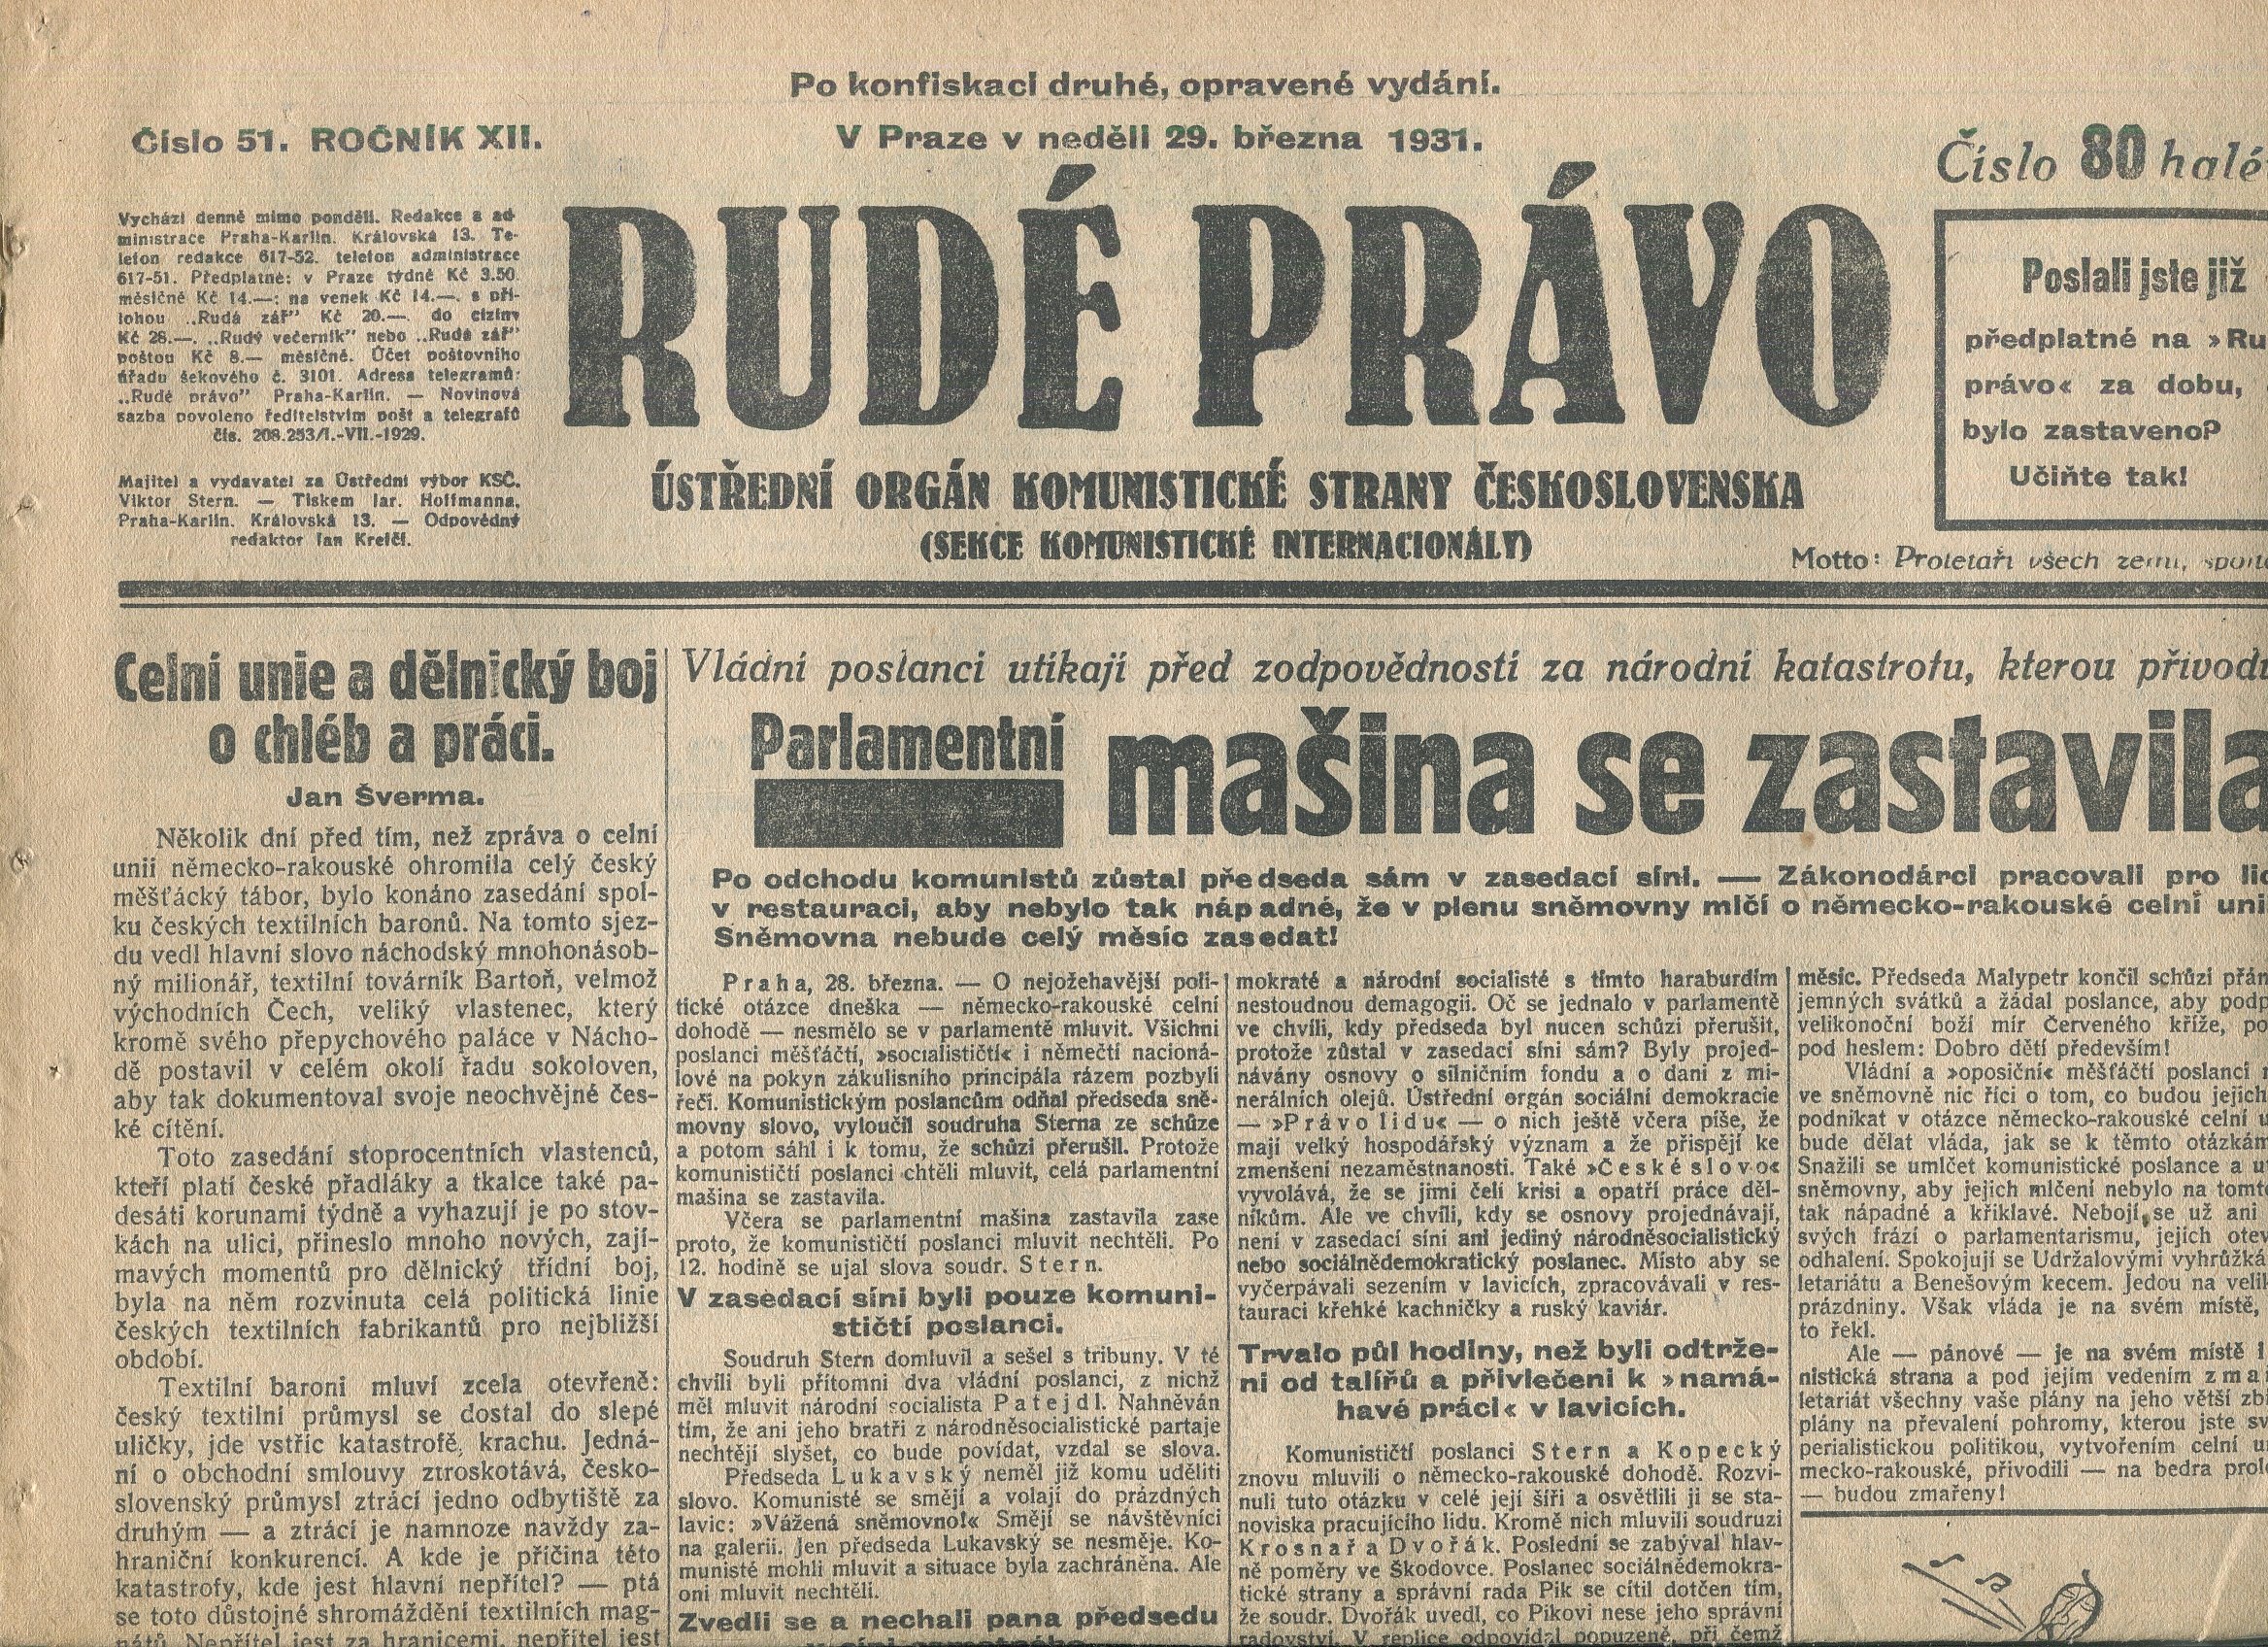 Po konfiskaci druhé, opravené vydání.
Číslo 51. ROČNÍK XII.
V Praze v neděli 29. března 1931.
Číslo 80 halé
Vychází denně mimo pondělí. Redakce a ad-
ministrace Praha-Karlín. Královská 13. Te-
lefon redakce 617-52. telefon administrace
617-51. Předplatné: v Praze týdně Kč 3.50.
měsíčně Kč 14.—; na venek Kč 14.—. s pří-
lohou „Rudá zář" Kč 20.—. do ciziny
Kč 28.—. „Rudý večerník" nebo „Rudá zář"
poštou Kč 8.— měsíčně. Účet poštovního
úřadu šekového č. 3101. Adresa telegramů:
„Rudé právo" Praha-Karlín. — Novinová
sazba povoleno ředitelstvím pošt a telegrafů
čís. 208.253/I.-VII.-1929.
Majitel a vydavatel za Ústřední výbor KSČ.
Viktor Stern. — Tiskem Jar. Hoffmanna.
Praha-Karlín. Královská 13. — Odpovědný
redaktor Jan Krejčí.
RUDÉ PRÁVO
ÚSTŘEDNÍ ORGÁN KOMUNISTICKÉ STRANY ČESKOSLOVENSKA
(SEKCE KOMUNISTICKÉ INTERNACIONÁLY)
Poslali jste již
předplatné na »Ru
právo« za dobu,
bylo zastaveno?
Učiňte tak!
Motto: Proletáři všech zemí, spojte
Celní unie a dělnický boj
o chléb a práci.
Jan Šverma.
Několik dní před tím, než zpráva o celní
unii německo-rakouské ohromila celý český
měšťácký tábor, bylo konáno zasedání spol-
ku českých textilních baronů. Na tomto sjez-
du vedl hlavní slovo náchodský mnohonásob-
ný milionář, textilní továrník Bartoň, velmož
východních Čech, veliký vlastenec, který
kromě svého přepychového paláce v Nácho-
dě postavil v celém okolí řadu sokoloven,
aby tak dokumentoval svoje neochvějné čes-
ké cítění.
Toto zasedání stoprocentních vlastenců,
kteří platí české přadláky a tkalce také pa-
desáti korunami týdně a vyhazují je po stov-
kách na ulici, přineslo mnoho nových, zají-
mavých momentů pro dělnický třídní boj,
byla na něm rozvinuta celá politická linie
českých textilních fabrikantů pro nejbližší
období.
Textilní baroni mluví zcela otevřeně:
český textilní průmysl se dostal do slepé
uličky, jde vstříc katastrofě, krachu. Jedná-
ní o obchodní smlouvy ztroskotává, česko-
slovenský průmysl ztrácí jedno odbytiště za
druhým — a ztrácí je namnoze navždy za-
hraniční konkurencí. A kde je příčina této
katastrofy, kde jest hlavní nepřítel? — ptá
se toto důstojné shromáždění textilních mag-
nátů. Nepřítel jest za hranicemi, nepřítel jest
Vládní poslanci utíkají před zodpovědností za národní katastrofu, kterou přivodi
Parlamentní mašina se zastavila
Po odchodu komunistů zůstal předseda sám v zasedací síni. — Zákonodárci pracovali pro lid
v restauraci, aby nebylo tak nápadné, že v plenu sněmovny mlčí o německo-rakouské celní unii
Sněmovna nebude celý měsíc zasedat!
Praha, 28. března. — O nejožehavější poli-
tické otázce dneška — německo-rakouské celní
dohodě — nesmělo se v parlamentě mluvit. Všichni
poslanci měšťáčtí, »socialističtí« i němečtí nacioná-
lové na pokyn zákulisního principála rázem pozbyli
řeči. Komunistickým poslancům odňal předseda sně-
movny slovo, vyloučil soudruha Sterna ze schůze
a potom sáhl i k tomu, že schůzi přerušil. Protože
komunističtí poslanci chtěli mluvit, celá parlamentní
mašina se zastavila.
Včera se parlamentní mašina zastavila zase
proto, že komunističtí poslanci mluvit nechtěli. Po
12. hodině se ujal slova soudr. Stern.
V zasedací síni byli pouze komuni-
stičtí poslanci.
Soudruh Stern domluvil a sešel s tribuny. V té
chvíli byli přítomni dva vládní poslanci, z nichž
měl mluvit národní socialista Patejdl. Nahněván
tím, že ani jeho bratři z národněsocialistické partaje
nechtějí slyšet, co bude povídat, vzdal se slova.
Předseda Lukavský neměl již komu uděliti
slovo. Komunisté se smějí a volají do prázdných
lavic: »Vážená sněmovno!« Smějí se návštěvníci
na galerii. Jen předseda Lukavský se nesměje. Ko-
munisté mohli mluvit a situace byla zachráněna. Ale
oni mluvit nechtěli.
Zvedli se a nechali pana předsedu
mokraté a národní socialisté s tímto haraburdím
nestoudnou demagogii. Oč se jednalo v parlamentě
ve chvíli, kdy předseda byl nucen schůzi přerušit,
protože zůstal v zasedací síni sám? Byly projed-
návány osnovy o silničním fondu a o dani z mi-
nerálních olejů. Ústřední orgán sociální demokracie
— »Právo lidu« — o nich ještě včera píše, že
mají velký hospodářský význam a že přispějí ke
zmenšení nezaměstnanosti. Také »České slovo«
vyvolává, že se jimi čelí krisi a opatří práce děl-
níkům. Ale ve chvíli, kdy se osnovy projednávají,
není v zasedací síni ani jediný národněsocialistický
nebo sociálnědemokratický poslanec. Místo aby se
vyčerpávali sezením v lavicích, zpracovávali v res-
tauraci křehké kachničky a ruský kaviár.
Trvalo půl hodiny, než byli odtrže-
ni od talířů a přivlečeni k »namá-
havé práci« v lavicích.
Komunističtí poslanci Stern a Kopecký
znovu mluvili o německo-rakouské dohodě. Rozvi-
nuli tuto otázku v celé její šíři a osvětlili ji se sta-
noviska pracujícího lidu. Kromě nich mluvili soudruzi
Krosnař a Dvořák. Poslední se zabýval hlav-
ně poměry ve Škodovce. Poslanec sociálnědemokra-
tické strany a správní rada Pik se cítil dotčen tím,
že soudr. Dvořák uvedl, co Pikovi nese jeho správní
radovství. V replice odpovídal popuzeně, při čemž
měsíc. Předseda Malypetr končil schůzi přán
jemných svátků a žádal poslance, aby podp
velikonoční boží mír Červeného kříže, po
pod heslem: Dobro dětí především!
Vládní a »oposiční« měšťáčtí poslanci n
ve sněmovně nic říci o tom, co budou jejich
podnikat v otázce německo-rakouské celní u
bude dělat vláda, jak se k těmto otázkám
Snažili se umlčet komunistické poslance a u
sněmovny, aby jejich mlčení nebylo na tomto
tak nápadné a křiklavé. Nebojí se už ani
svých frází o parlamentarismu, jejich otev
odhalení. Spokojují se Udržalovými vyhrůžka
letariátu a Benešovým kecem. Jedou na velik
prázdniny. Však vláda je na svém místě,
to řekl.
Ale — pánové — je na svém místě i
nistická strana a pod jejím vedením zmař
letariát všechny vaše plány na jeho větší zb
plány na převalení pohromy, kterou jste sv
perialistickou politikou, vytvořením celní u
mecko-rakouské, přivodili — na bedra prole
— budou zmařeny!